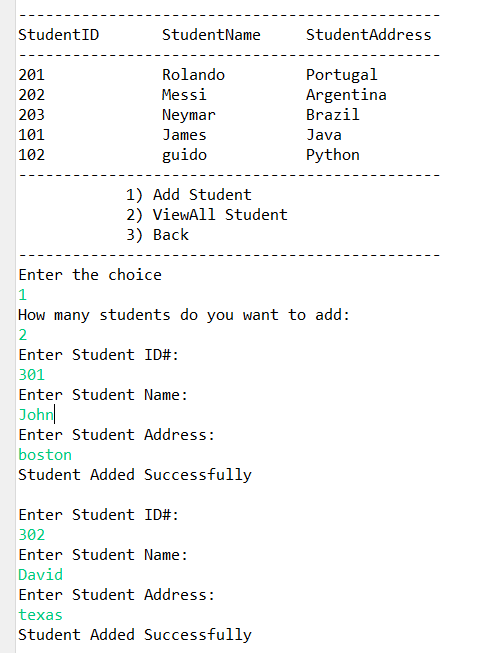 -----------------------------------------------
StudentID       StudentName     StudentAddress
-----------------------------------------------
201             Rolando         Portugal
202             Messi           Argentina
203             Neymar          Brazil
101             James           Java
102             guido           Python
-----------------------------------------------
            1) Add Student
            2) ViewAll Student
            3) Back
-----------------------------------------------
Enter the choice
1
How many students do you want to add:
2
Enter Student ID#:
301
Enter Student Name:
John
Enter Student Address:
boston
Student Added Successfully

Enter Student ID#:
302
Enter Student Name:
David
Enter Student Address:
texas
Student Added Successfully